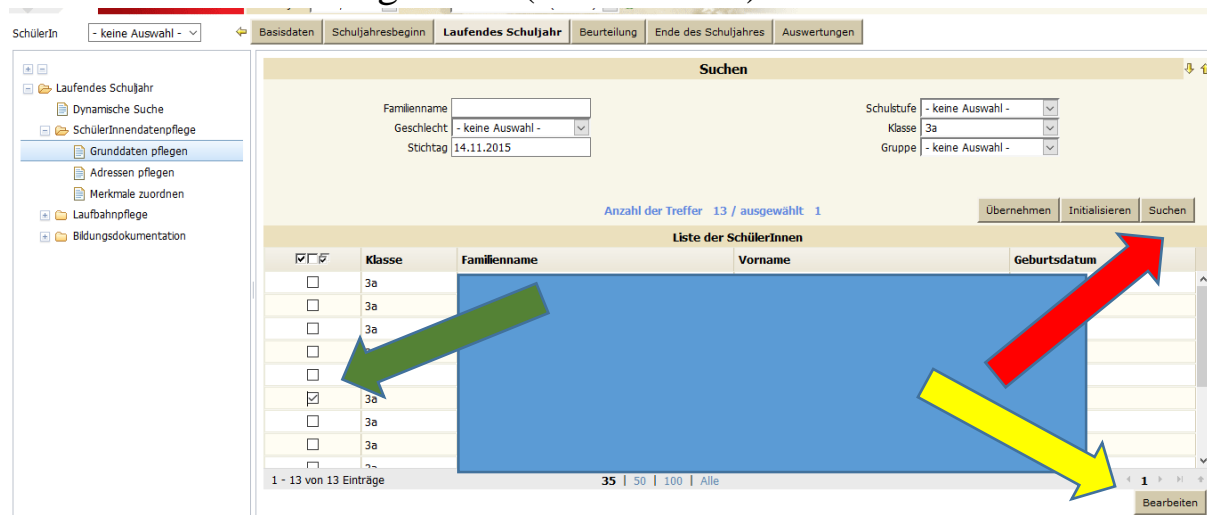 SchülerIn - keine Auswahl - Basisdaten Schuljahresbeginn Laufendes Schuljahr Beurteilung Ende des Schuljahres Auswertungen
Laufendes Schuljahr
Dynamische Suche
SchülerInnendatenpflege
Grunddaten pflegen
Adressen pflegen
Merkmale zuordnen
Laufbahnpflege
Bildungsdokumentation
Suchen
Familienname Schulstufe - keine Auswahl -
Geschlecht - keine Auswahl - Klasse 3a
Stichtag 14.11.2015 Gruppe - keine Auswahl -
Anzahl der Treffer 13 / ausgewählt 1 Übernehmen Initialisieren Suchen
Liste der SchülerInnen
Klasse Familienname Vorname Geburtsdatum
3a
3a
3a
3a
3a
3a
1 - 13 von 13 Einträge 35 | 50 | 100 | Alle 1
Bearbeiten